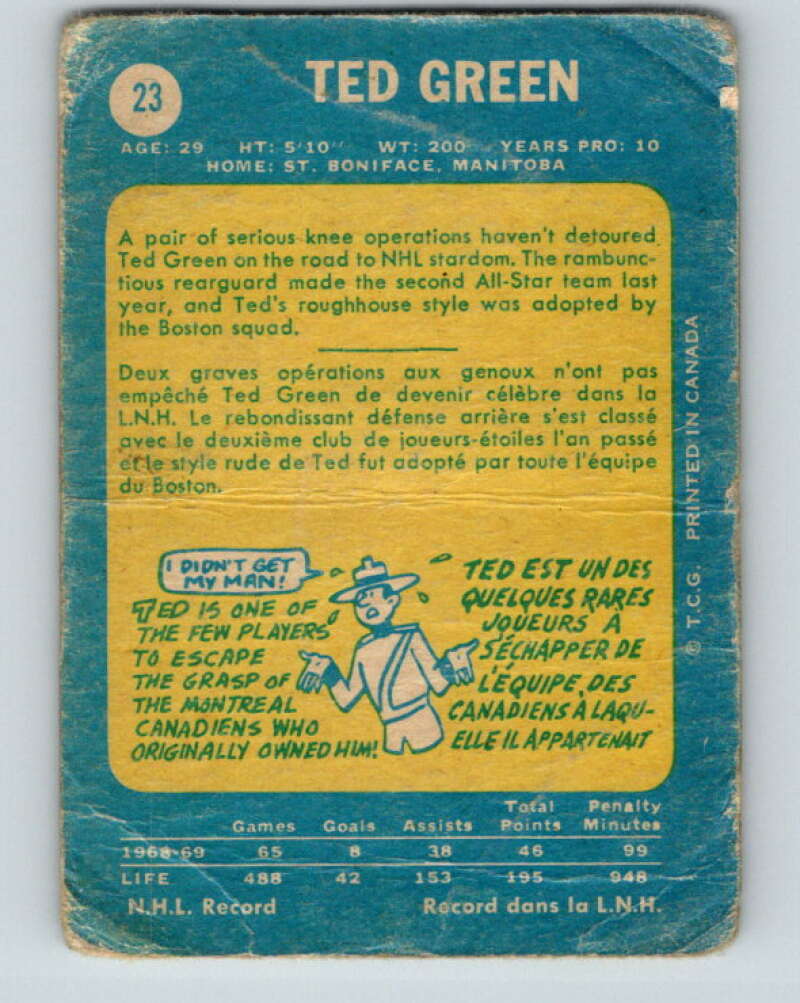 23
TED GREEN
AGE: 29 HT: 5'10" WT: 200 YEARS PRO: 10
HOME: ST. BONIFACE, MANITOBA
A pair of serious knee operations haven't detoured
Ted Green on the road to NHL stardom. The rambunc-
tious rearguard made the second All-Star team last
year, and Ted's roughhouse style was adopted by
the Boston squad.
Deux graves opérations aux genoux n'ont pas
empêché Ted Green de devenir célèbre dans la
L.N.H. Le rebondissant défense arrière s'est classé
avec le deuxième club de joueurs-étoiles l'an passé
et le style rude de Ted fut adopté par toute l'équipe
du Boston.
I DIDN'T GET
MY MAN!
TED IS ONE OF
THE FEW PLAYERS
TO ESCAPE
THE GRASP OF
THE MONTREAL
CANADIENS WHO
ORIGINALLY OWNED HIM!
TED EST UN DES
QUELQUES RARES
JOUEURS À
S'ÉCHAPPER DE
L'ÉQUIPE DES
CANADIENS À LAQU-
ELLE IL APPARTENAIT
© T.C.G. PRINTED IN CANADA
Games Goals Assists Total Points Penalty Minutes
1968-69 65 8 38 46 99
LIFE 488 42 153 195 948
N.H.L. Record Record dans la L.N.H.